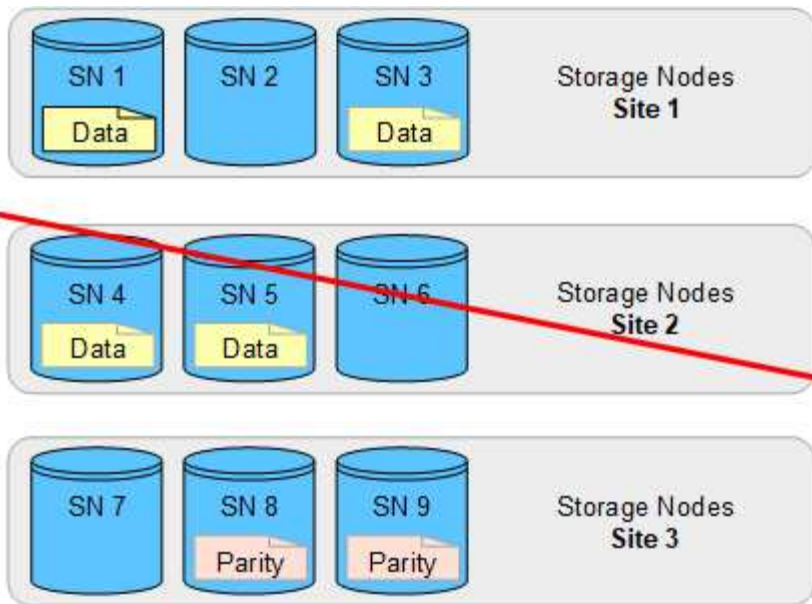 SN 1
SN 2
SN 3
Storage Nodes
Site 1
Data
Data
SN 4
SN 5
SN 6
Storage Nodes
Site 2
Data
Data
SN 7
SN 8
SN 9
Storage Nodes
Site 3
Parity
Parity